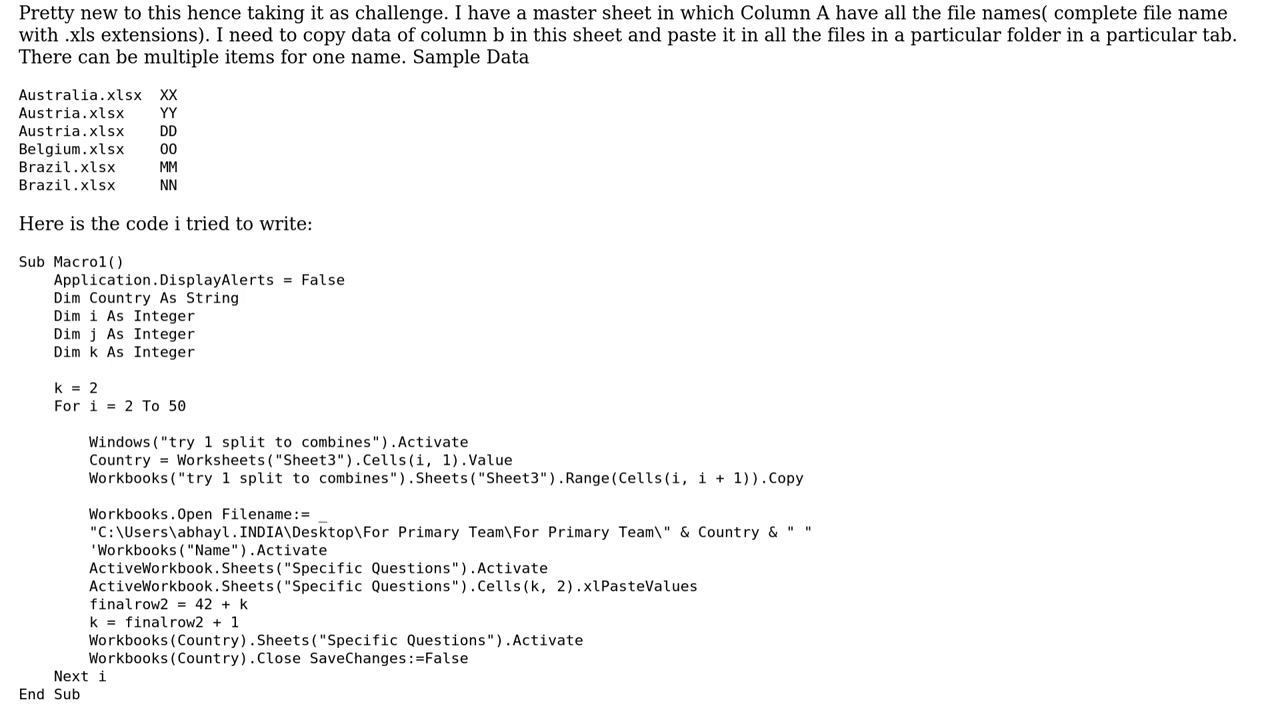 Pretty new to this hence taking it as challenge. I have a master sheet in which Column A have all the file names( complete file name
with .xls extensions). I need to copy data of column b in this sheet and paste it in all the files in a particular folder in a particular tab.
There can be multiple items for one name. Sample Data
Australia.xlsx  XX
Austria.xlsx    YY
Austria.xlsx    DD
Belgium.xlsx    OO
Brazil.xlsx     MM
Brazil.xlsx     NN
Here is the code i tried to write:
Sub Macro1()
    Application.DisplayAlerts = False
    Dim Country As String
    Dim i As Integer
    Dim j As Integer
    Dim k As Integer
    k = 2
    For i = 2 To 50
        Windows("try 1 split to combines").Activate
        Country = Worksheets("Sheet3").Cells(i, 1).Value
        Workbooks("try 1 split to combines").Sheets("Sheet3").Range(Cells(i, i + 1)).Copy
        Workbooks.Open Filename:= _
        "C:\Users\abhayl.INDIA\Desktop\For Primary Team\For Primary Team\" & Country & " "
        'Workbooks("Name").Activate
        ActiveWorkbook.Sheets("Specific Questions").Activate
        ActiveWorkbook.Sheets("Specific Questions").Cells(k, 2).xlPasteValues
        finalrow2 = 42 + k
        k = finalrow2 + 1
        Workbooks(Country).Sheets("Specific Questions").Activate
        Workbooks(Country).Close SaveChanges:=False
    Next i
End Sub